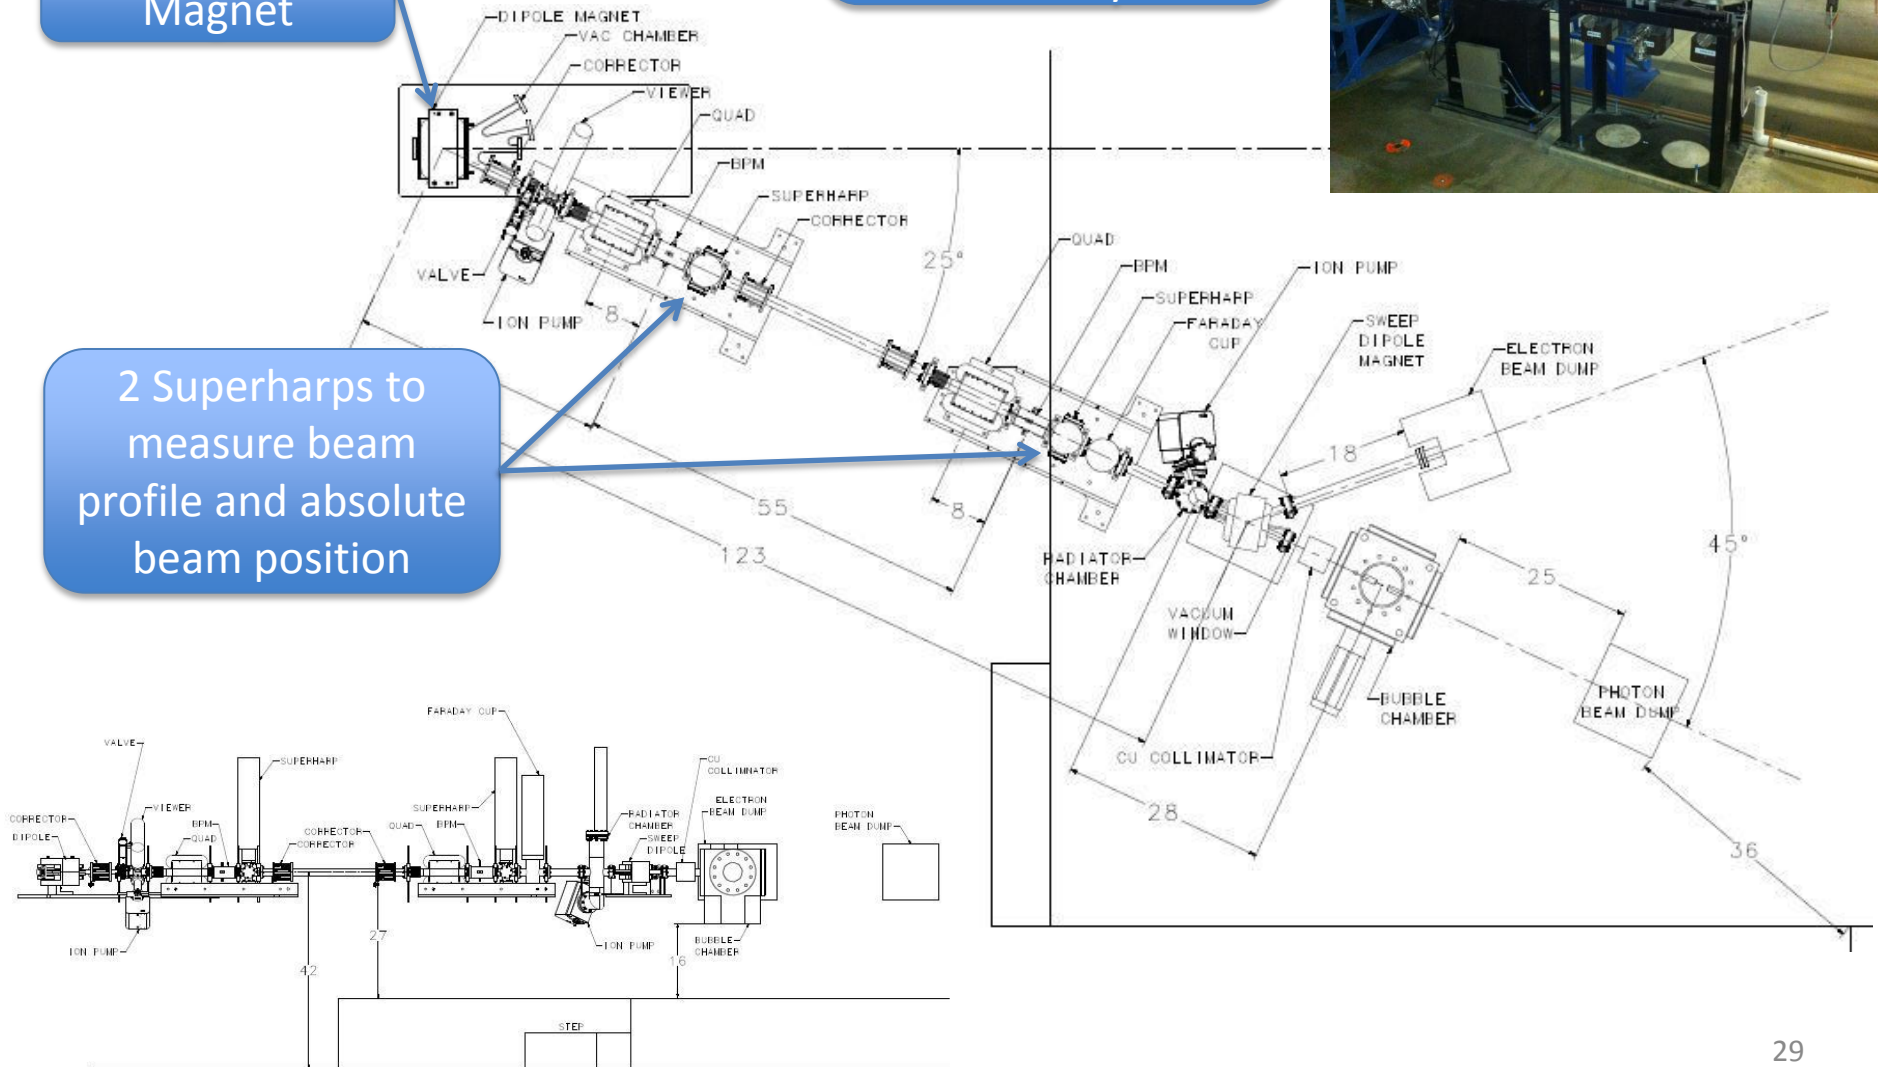 Magnet
DIPOLE MAGNET
VAC CHAMBER
CORRECTOR
VIEWER
QUAD
BPM
SUPERHARP
CORRECTOR
25°
VALVE
ION PUMP
8
QUAD
BPM
ION PUMP
SUPERHARP
FARADAY
CUP
SWEEP
DIPOLE
MAGNET
ELECTRON
BEAM DUMP
2 Superharps to
measure beam
profile and absolute
beam position
18
55
8
123
45°
RADIATOR
CHAMBER
25
VACUUM
WINDOW
PHOTON
BEAM DUMP
BUBBLE
CHAMBER
CU COLLIMATOR
28
36
FARADAY CUP
VALVE
SUPERHARP
CU
COLLIMNATOR
VIEWER
SUPERHARP
ELECTRON
BEAM DUMP
CORRECTOR
BPM
QUAD
CORRECTOR
CORRECTOR
QUAD
BPM
RADIATOR
CHAMBER
SWEEP
DIPOLE
PHOTON
BEAM DUMP
DIPOLE
ION PUMP
27
42
ION PUMP
BUBBLE
CHAMBER
16
STEP
29